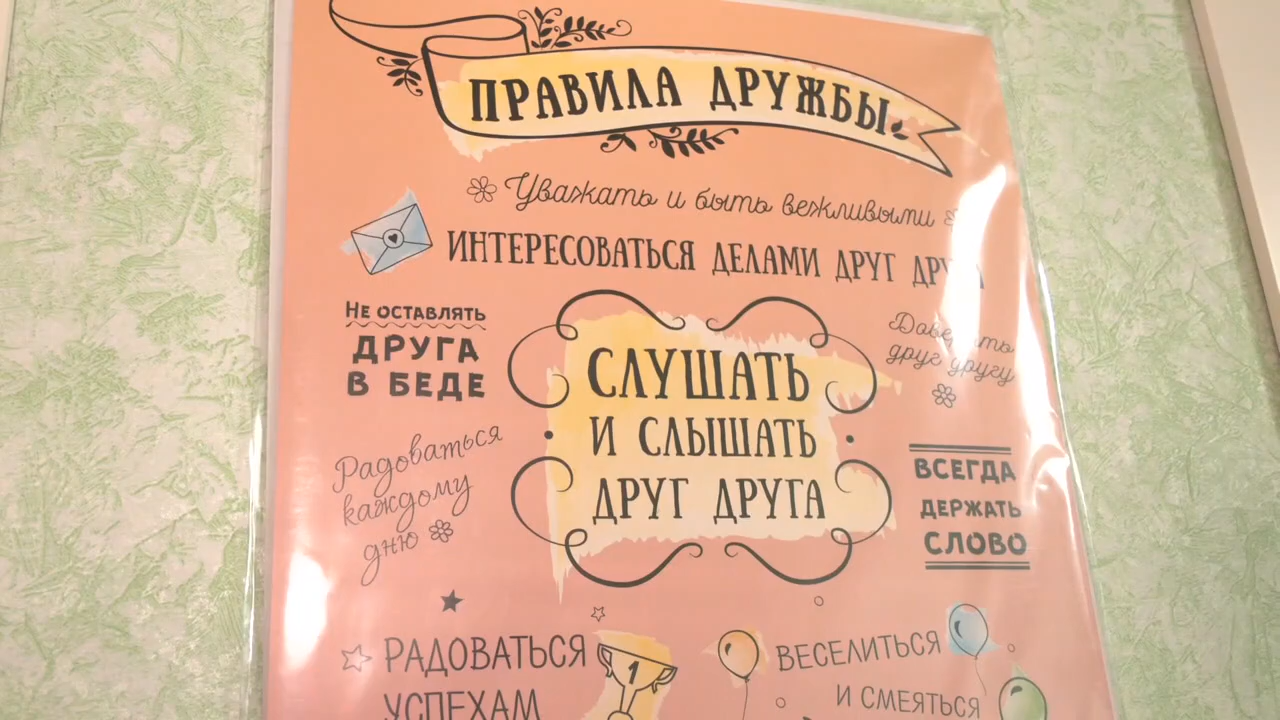 ПРАВИЛА ДРУЖБЫ
Уважать и быть вежливыми
ИНТЕРЕСОВАТЬСЯ ДЕЛАМИ ДРУГ ДРУГА
НЕ ОСТАВЛЯТЬ
ДРУГА
В БЕДЕ
СЛУШАТЬ
И СЛЫШАТЬ
ДРУГ ДРУГА
Доверять
друг другу
Радоваться
каждому
дню
ВСЕГДА
ДЕРЖАТЬ
СЛОВО
РАДОВАТЬСЯ
УСПЕХАМ
1
ВЕСЕЛИТЬСЯ
И СМЕЯТЬСЯ